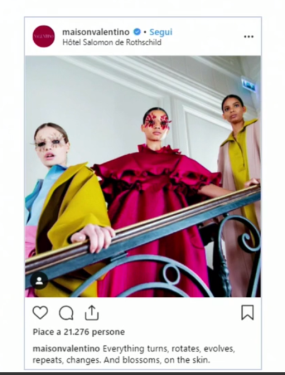 maisonvalentino • Segui
Hôtel Salomon de Rothschild
Piace a 21.276 persone
maisonvalentino Everything turns, rotates, evolves,
repeats, changes. And blossoms, on the skin.